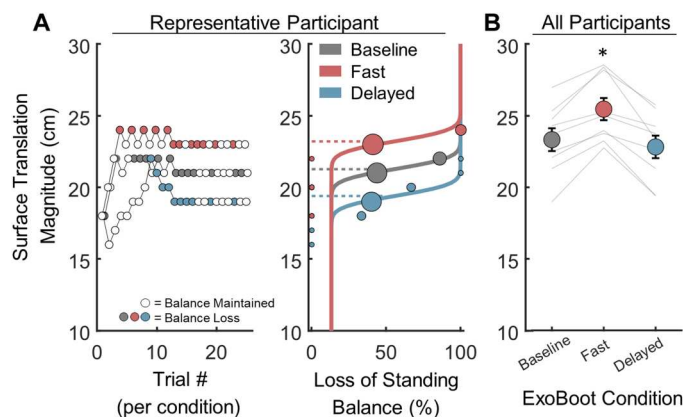 A
Representative Participant
B
All Participants
Surface Translation
Magnitude (cm)
30
25
20
15
10
0
10
20
= Balance Maintained
= Balance Loss
Trial #
(per condition)
30
25
20
15
10
0
50
100
Baseline
Fast
Delayed
Loss of Standing
Balance (%)
30
25
20
15
10
*
Baseline
Fast
Delayed
ExoBoot Condition